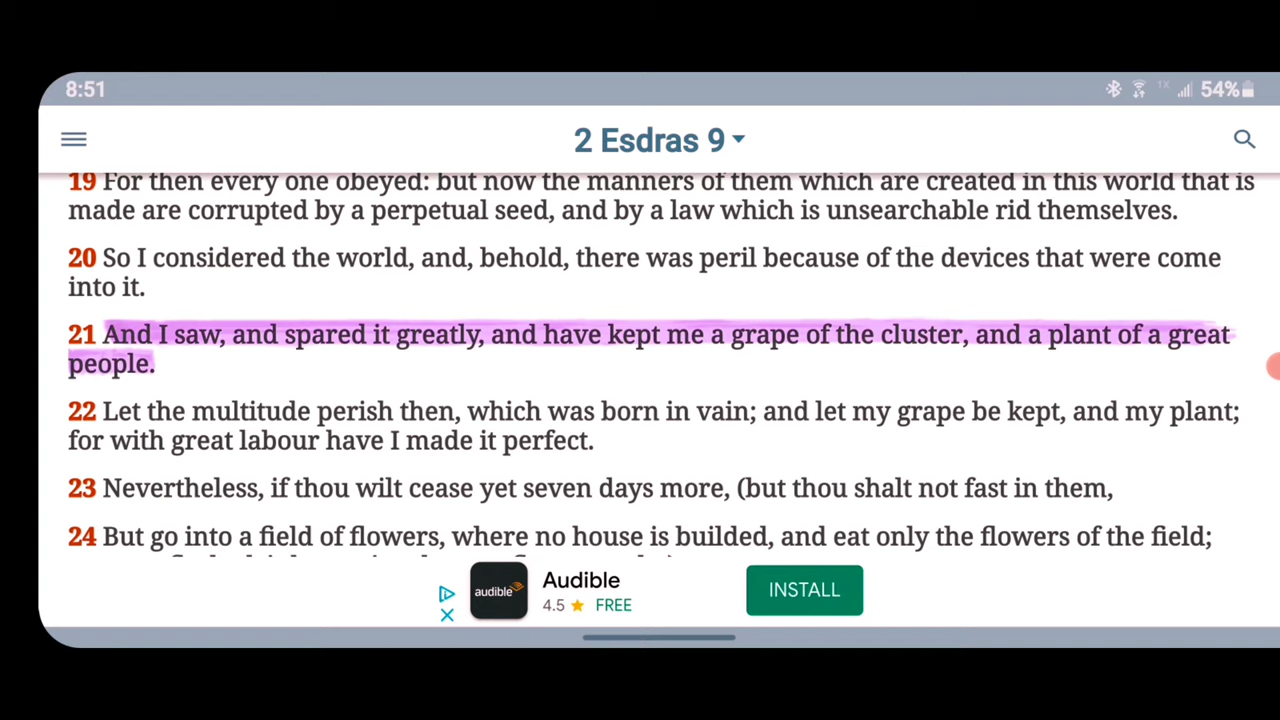 8:51 1X 54%
2 Esdras 9
19 For then every one obeyed: but now the manners of them which are created in this world that is
made are corrupted by a perpetual seed, and by a law which is unsearchable rid themselves.
20 So I considered the world, and, behold, there was peril because of the devices that were come
into it.
21 And I saw, and spared it greatly, and have kept me a grape of the cluster, and a plant of a great
people.
22 Let the multitude perish then, which was born in vain; and let my grape be kept, and my plant;
for with great labour have I made it perfect.
23 Nevertheless, if thou wilt cease yet seven days more, (but thou shalt not fast in them,
24 But go into a field of flowers, where no house is builded, and eat only the flowers of the field;
audible
Audible
4.5 ★ FREE
INSTALL